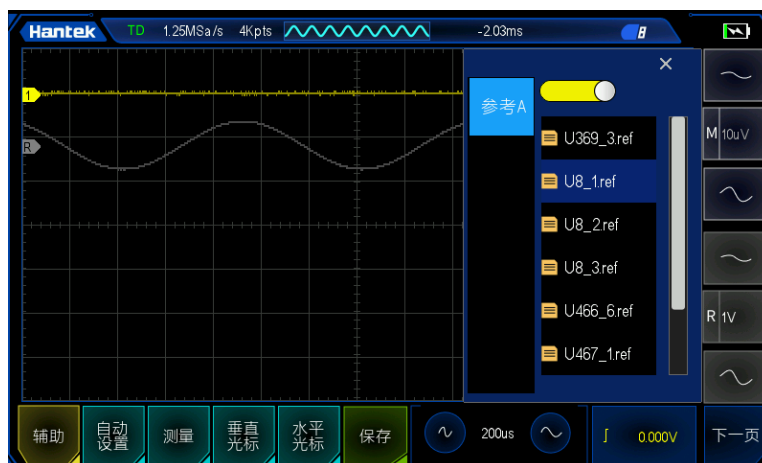 Hantek TD 1.25MSa/s 4Kpts -2.03ms
1
R
参考A
U369_3.ref
U8_1.ref
U8_2.ref
U8_3.ref
U466_6.ref
U467_1.ref
M 10uV
R 1V
辅助
自动
设置
测量
垂直
光标
水平
光标
保存
200us
0.000V
下一页